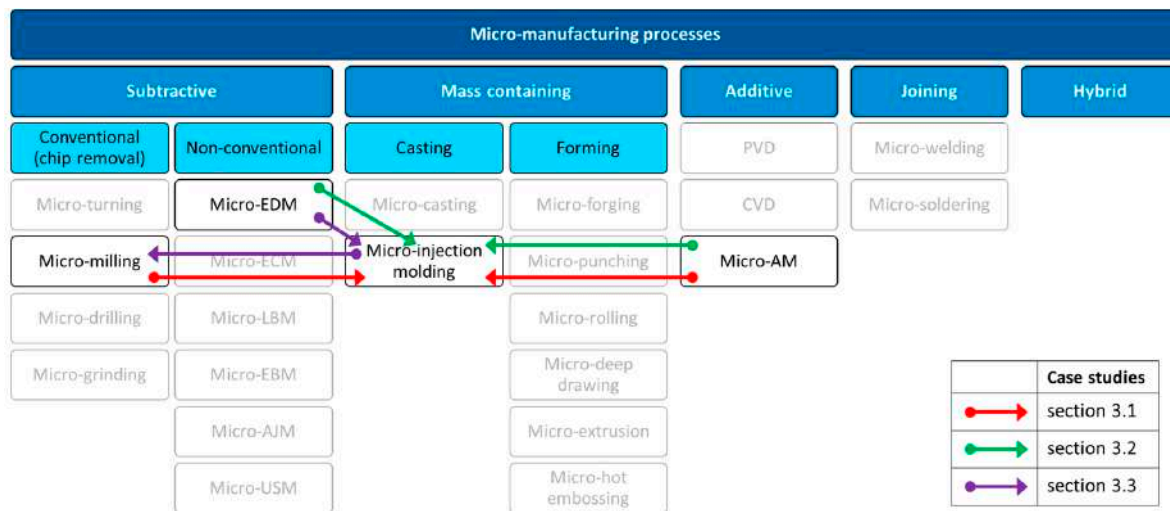 Micro-manufacturing processes
Subtractive
Mass containing
Additive
Joining
Hybrid
Conventional
(chip removal)
Non-conventional
Casting
Forming
PVD
Micro-welding
Micro-turning
Micro-EDM
Micro-casting
Micro-forging
CVD
Micro-soldering
Micro-milling
Micro-ECM
Micro-injection
molding
Micro-punching
Micro-AM
Micro-drilling
Micro-LBM
Micro-rolling
Micro-grinding
Micro-EBM
Micro-deep
drawing
Micro-AJM
Micro-extrusion
Micro-USM
Micro-hot
embossing
Case studies
section 3.1
section 3.2
section 3.3